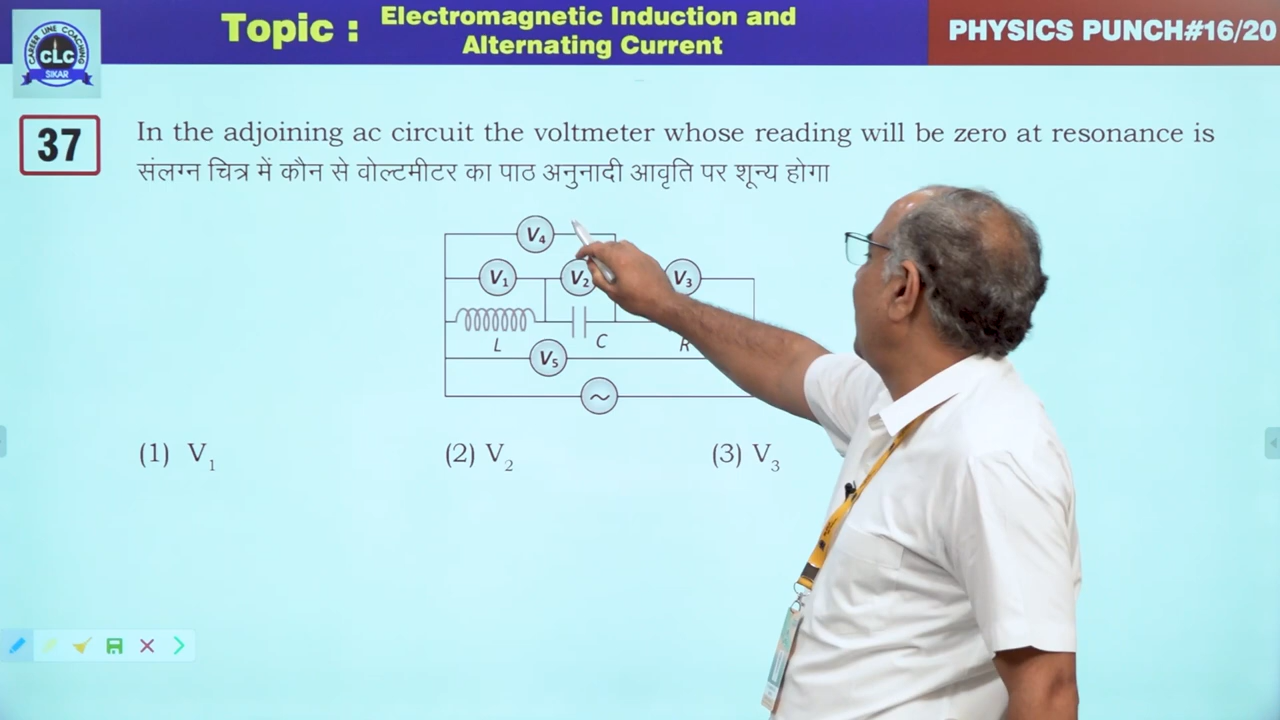 Topic : Electromagnetic Induction and
Alternating Current
PHYSICS PUNCH#16/20
CAREER LINE COACHING
CLC
SIKAR
37
In the adjoining ac circuit the voltmeter whose reading will be zero at resonance is
संलग्न चित्र में कौन से वोल्टमीटर का पाठ अनुनादी आवृति पर शून्य होगा
V4
V1 V2 V3
L C R
V5
(1) V1 (2) V2 (3) V3